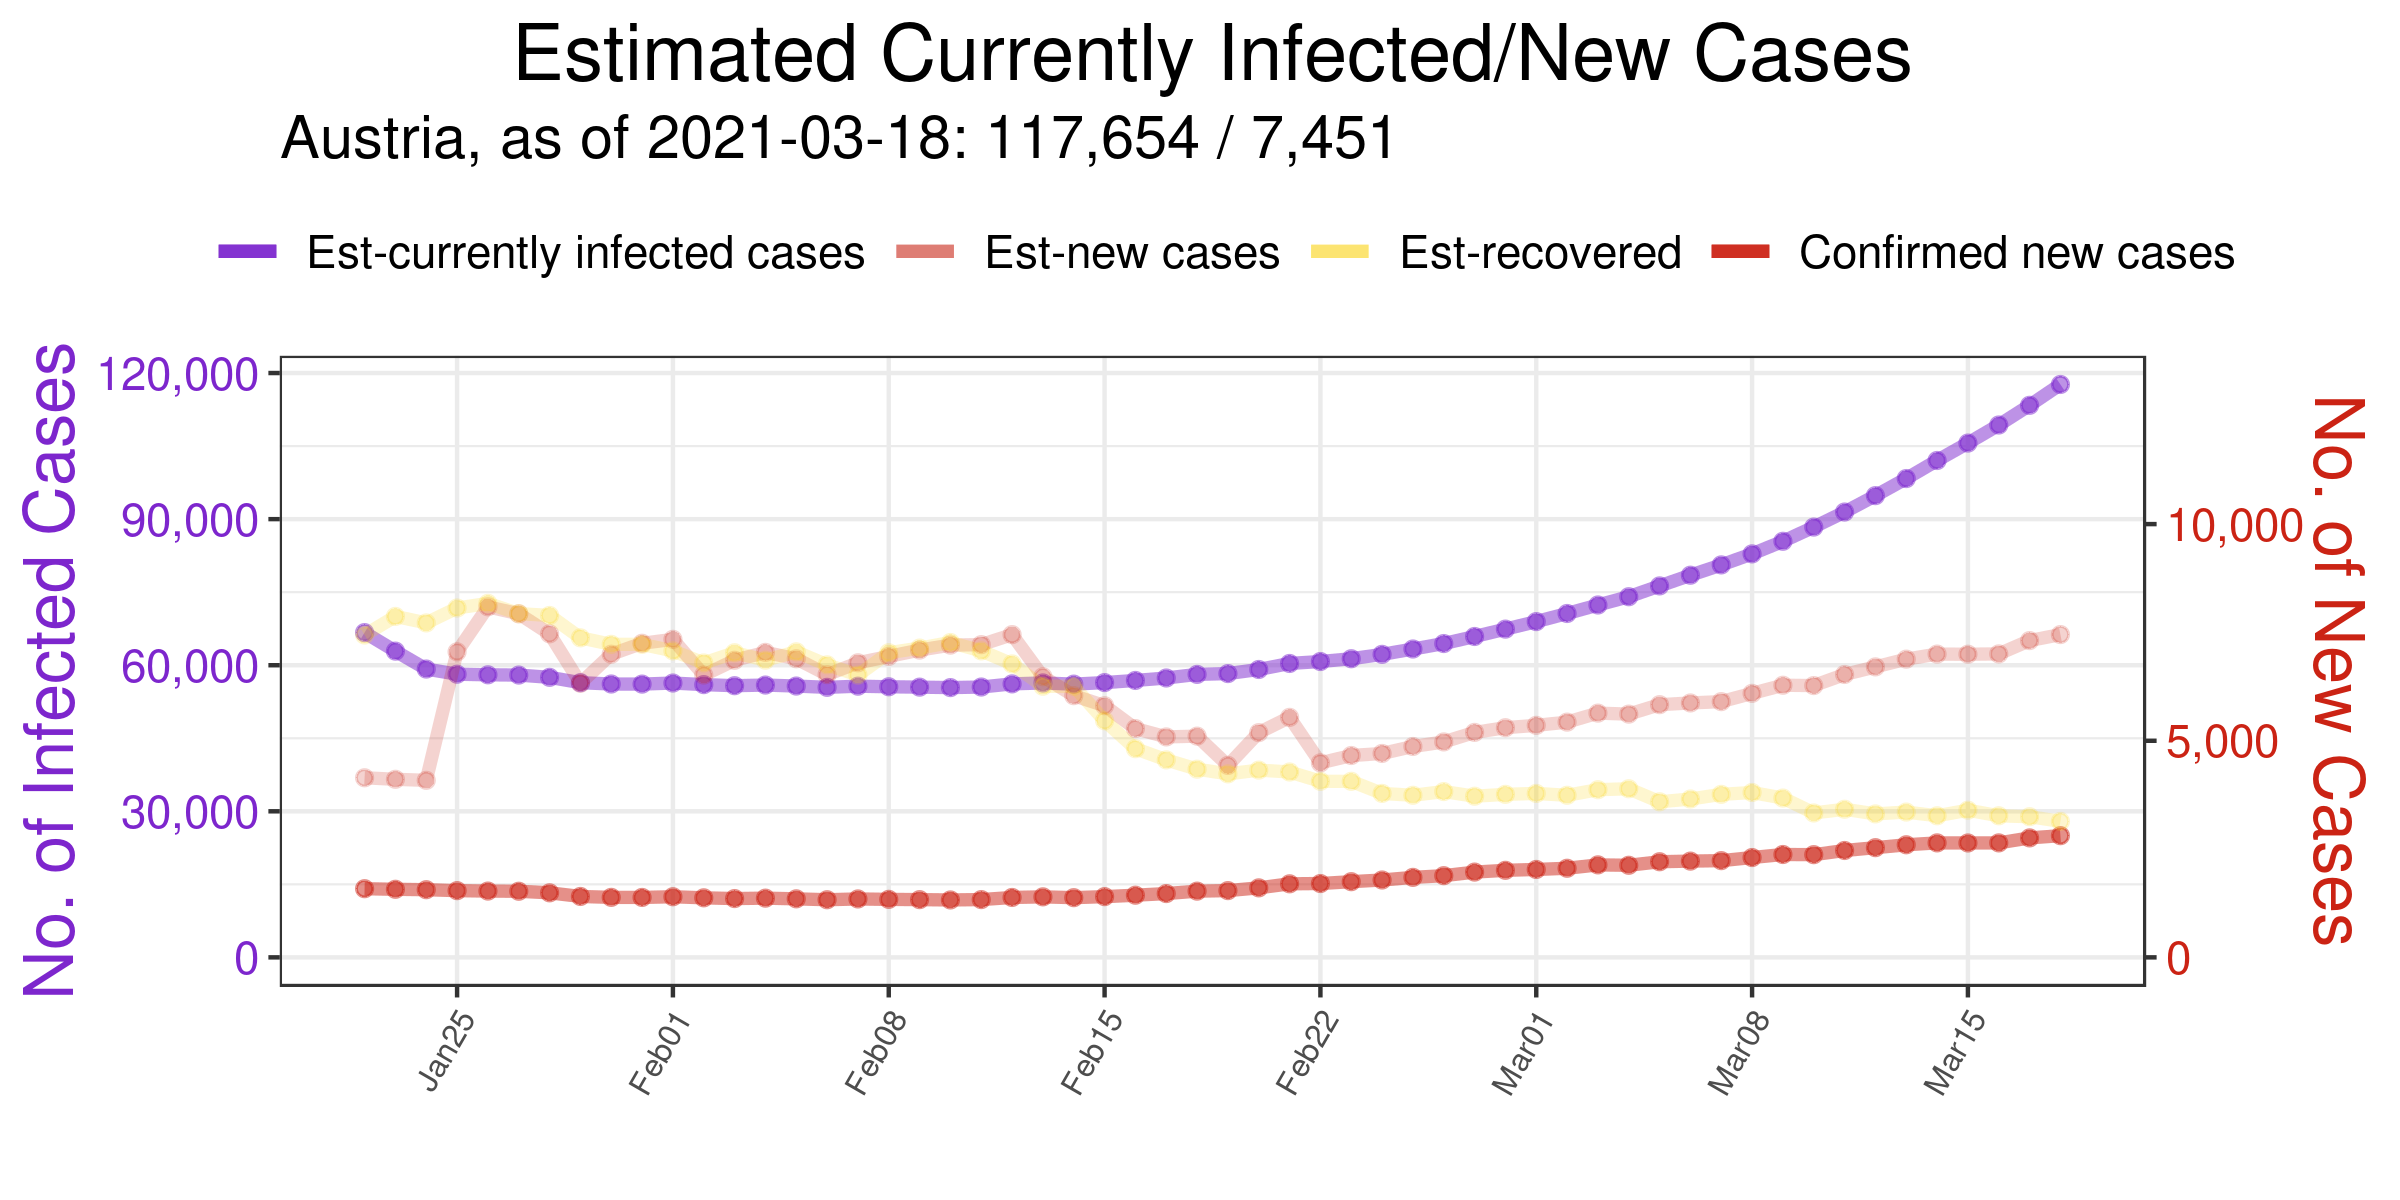 Estimated Currently Infected/New Cases
Austria, as of 2021-03-18: 117,654 / 7,451
Est-currently infected cases Est-new cases Est-recovered Confirmed new cases
No. of Infected Cases
120,000
90,000
60,000
30,000
0
10,000
5,000
0
No. of New Cases
Jan25 Feb01 Feb08 Feb15 Feb22 Mar01 Mar08 Mar15